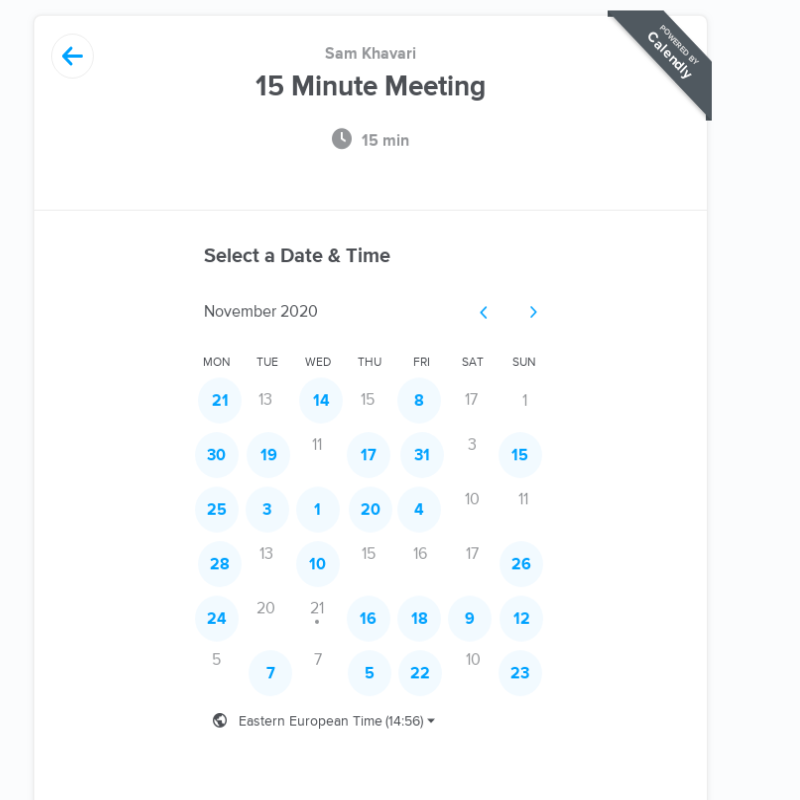 POWERED BY
Calendly
Sam Khavari
15 Minute Meeting
15 min
Select a Date & Time
November 2020
MON TUE WED THU FRI SAT SUN
21 13 14 15 8 17 1
30 19 11 17 31 3 15
25 3 1 20 4 10 11
28 13 10 15 16 17 26
24 20 21 16 18 9 12
5 7 7 5 22 10 23
Eastern European Time (14:56)